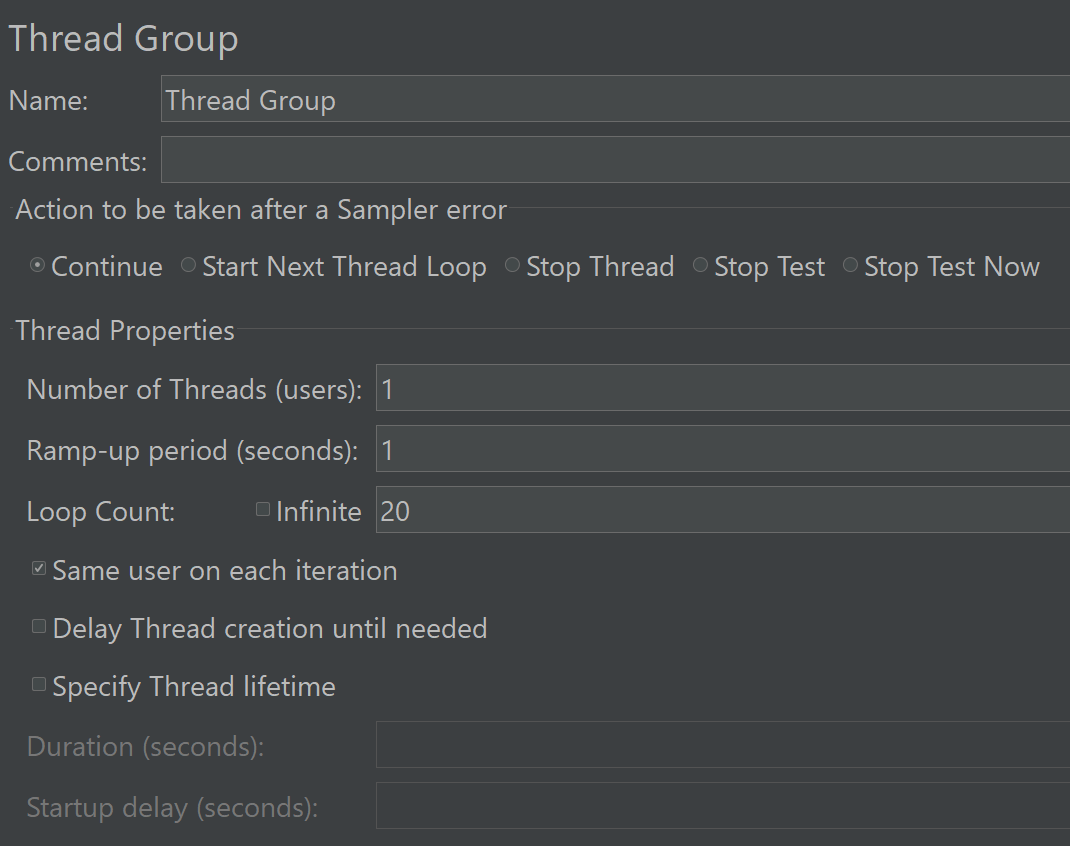 Thread Group
Name: Thread Group
Comments:
Action to be taken after a Sampler error
Continue Start Next Thread Loop Stop Thread Stop Test Stop Test Now
Thread Properties
Number of Threads (users): 1
Ramp-up period (seconds): 1
Loop Count: Infinite 20
Same user on each iteration
Delay Thread creation until needed
Specify Thread lifetime
Duration (seconds):
Startup delay (seconds):